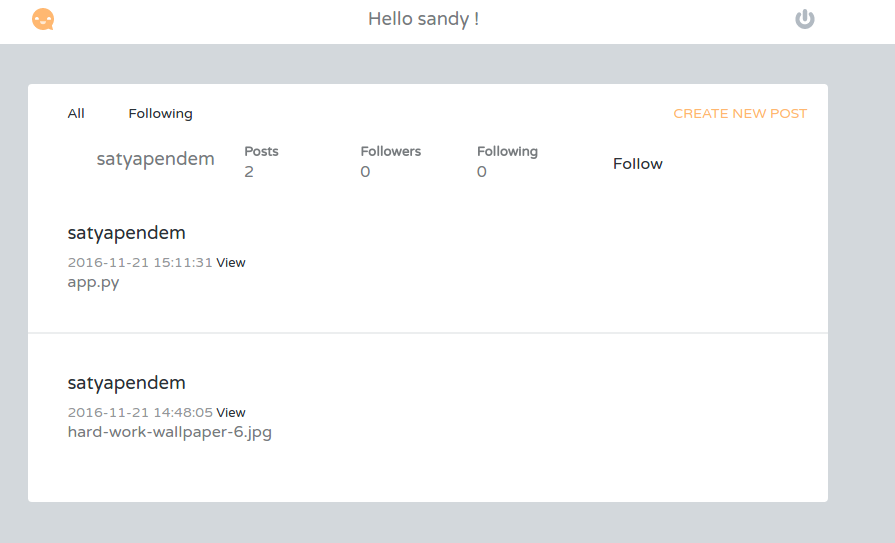 Hello sandy !
All Following CREATE NEW POST
satyapendem Posts Followers Following Follow
2 0 0
satyapendem
2016-11-21 15:11:31 View
app.py
satyapendem
2016-11-21 14:48:05 View
hard-work-wallpaper-6.jpg